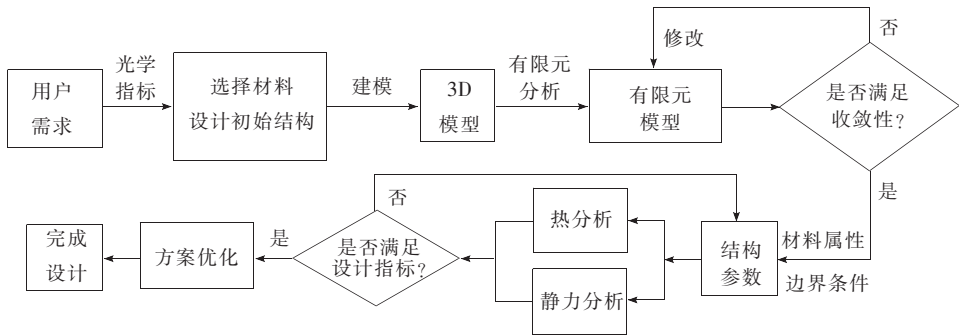 用户
需求
光学
指标
选择材料
设计初始结构
建模
3D
模型
有限元
分析
有限元
模型
修改
否
是否满足
收敛性?
是
材料属性
边界条件
结构
参数
热分析
静力分析
否
是否满足
设计指标?
是
方案优化
完成
设计